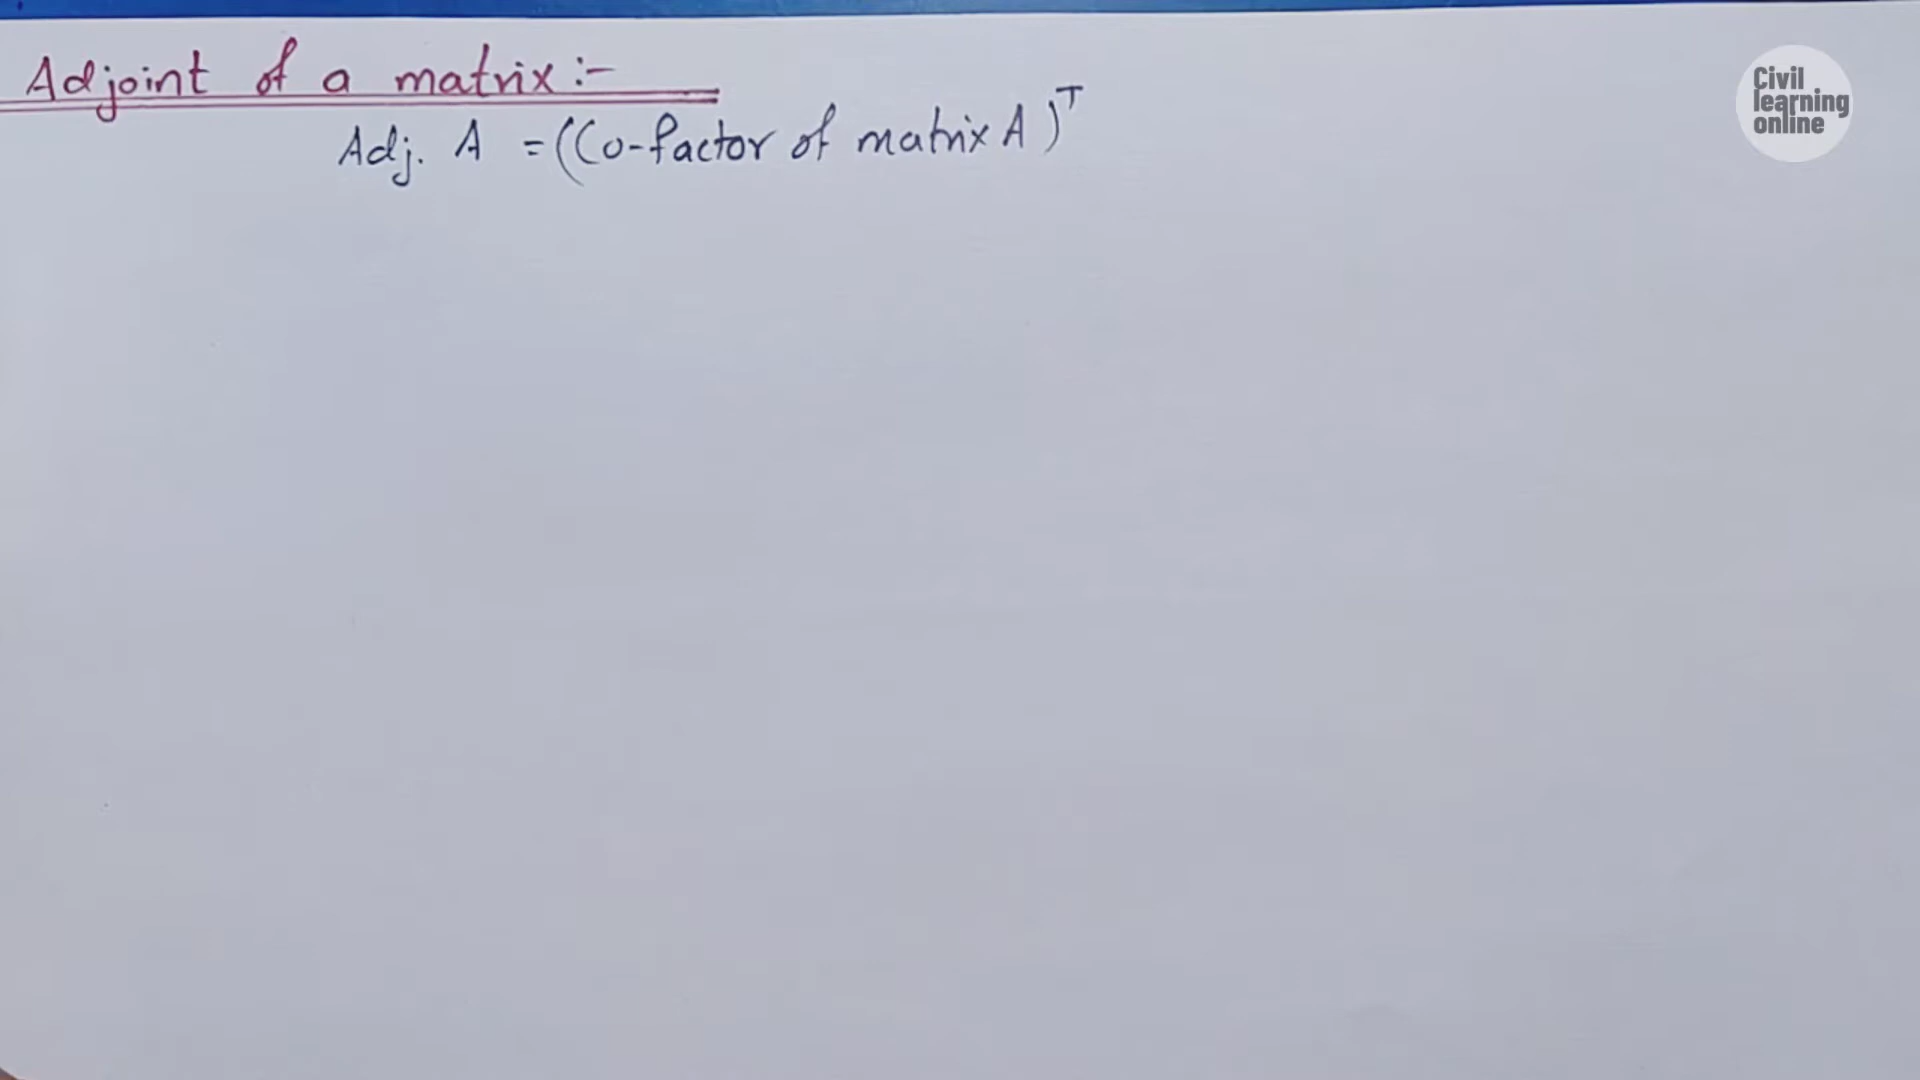 Adjoint of a matrix :-
Adj. A = (Co-factor of matrix A)ᵀ
Civil
learning
online